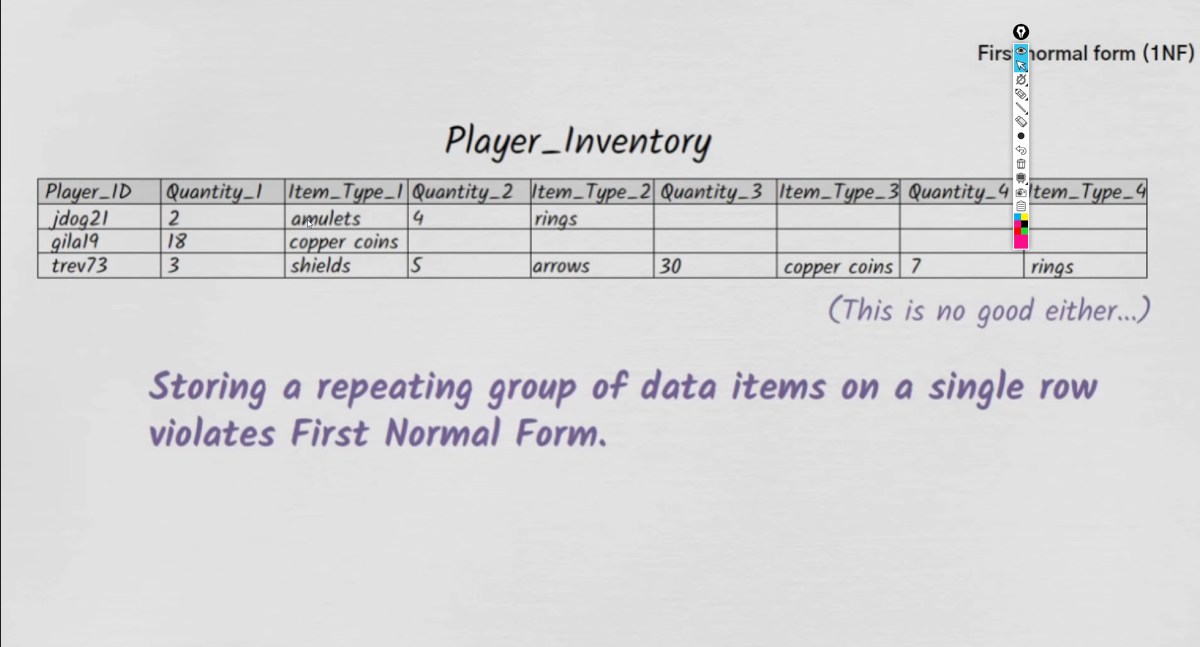 First normal form (1NF)
Player_Inventory
Player_ID Quantity_1 Item_Type_1 Quantity_2 Item_Type_2 Quantity_3 Item_Type_3 Quantity_4 Item_Type_4
jdog21 2 amulets 4 rings
gila19 18 copper coins
trev73 3 shields 5 arrows 30 copper coins 7 rings
(This is no good either...)
Storing a repeating group of data items on a single row
violates First Normal Form.